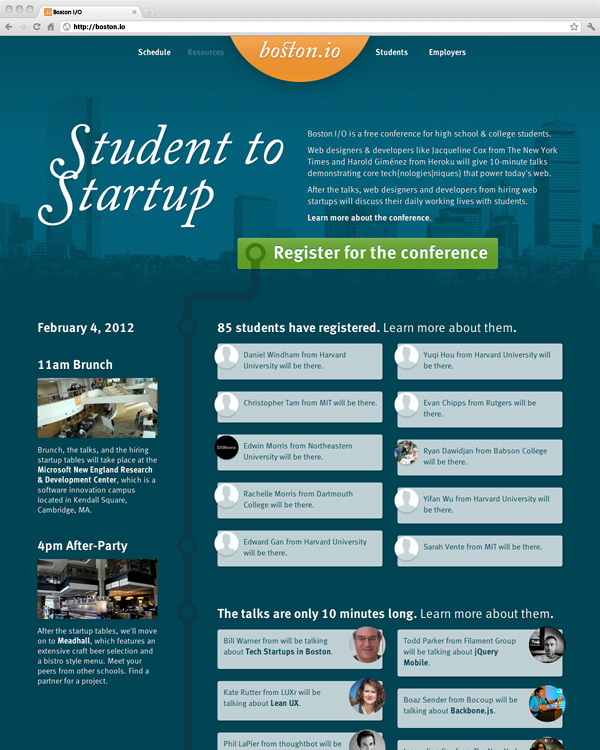 Boston I/O
http://boston.io
Schedule
Resources
boston.io
Students
Employers
Student to
Startup
Boston I/O is a free conference for high school & college students.
Web designers & developers like Jacqueline Cox from The New York
Times and Harold Giménez from Heroku will give 10-minute talks
demonstrating core tech{nologies|niques} that power today's web.
After the talks, web designers and developers from hiring web
startups will discuss their daily working lives with students.
Learn more about the conference.
Register for the conference
February 4, 2012
11am Brunch
Brunch, the talks, and the hiring
startup tables will take place at the
Microsoft New England Research
& Development Center, which is a
software innovation campus
located in Kendall Square,
Cambridge, MA.
4pm After-Party
After the startup tables, we'll move
on to Meadhall, which features an
extensive craft beer selection and
a bistro style menu. Meet your
peers from other schools. Find a
partner for a project.
85 students have registered. Learn more about them.
Daniel Windham from Harvard
University will be there.
Yuqi Hou from Harvard University will
be there.
Christopher Tam from MIT will be there.
Evan Chipps from Rutgers will be
there.
Edwin Morris from Northeastern
University will be there.
Ryan Dawidjan from Babson College
will be there.
Rachelle Morris from Dartmouth
College will be there.
Yifan Wu from Harvard University will
be there.
Edward Gan from Harvard University
will be there.
Sarah Vente from MIT will be there.
The talks are only 10 minutes long. Learn more about them.
Bill Warner from will be talking
about Tech Startups in Boston.
Todd Parker from Filament Group
will be talking about jQuery
Mobile.
Kate Rutter from LUXr will be
talking about Lean UX.
Boaz Sender from Bocoup will be
talking about Backbone.js.
Phil LaPier from thoughtbot will be